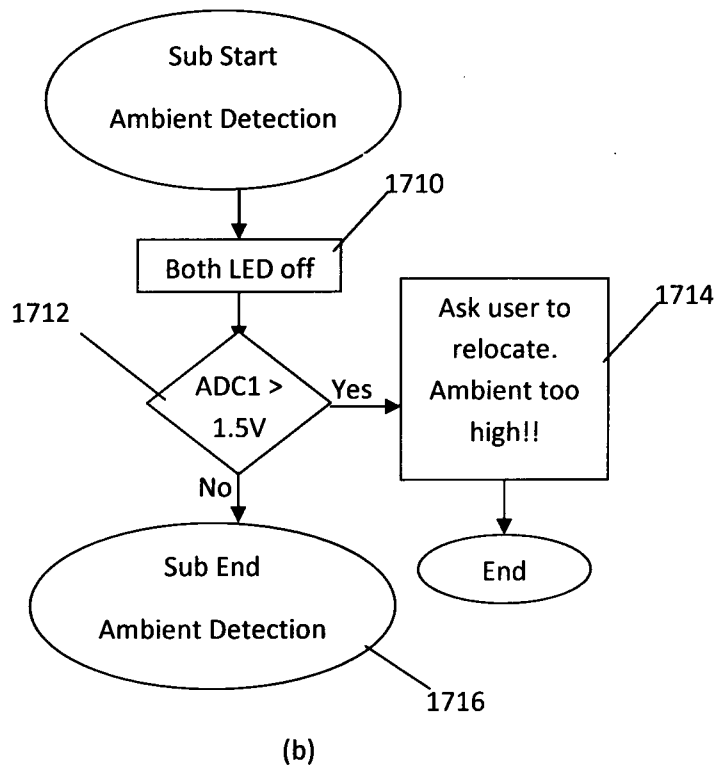 Sub Start
Ambient Detection
1710
Both LED off
1712
ADC1 >
1.5V
Yes
Ask user to
relocate.
Ambient too
high!!
1714
No
End
Sub End
Ambient Detection
1716
(b)